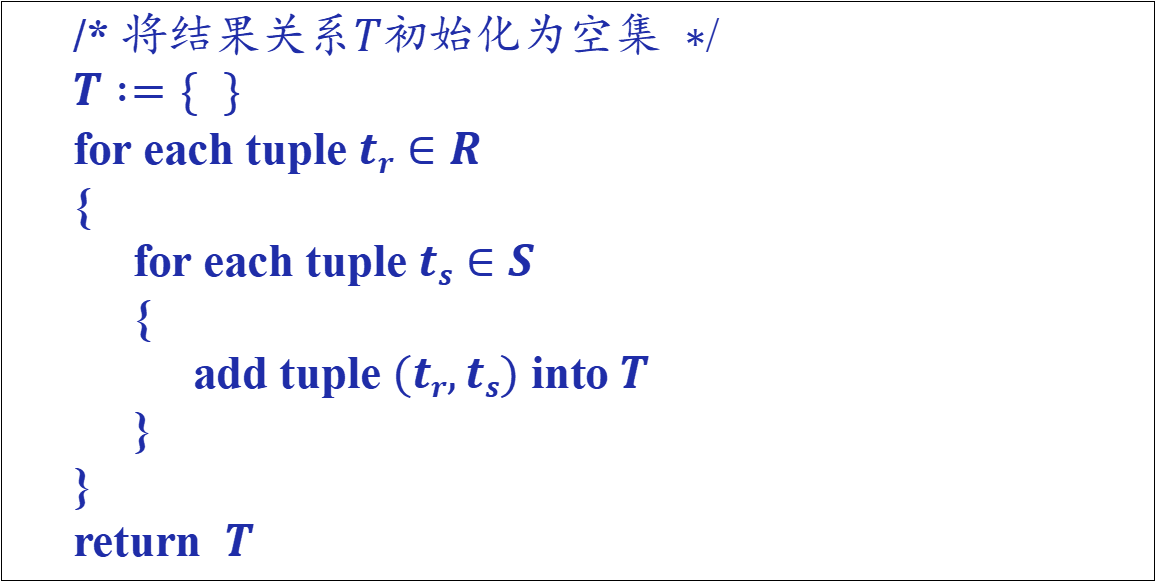 /* 将结果关系T初始化为空集 */
T := { }
for each tuple tᵣ ∈ R
{
for each tuple tₛ ∈ S
{
add tuple (tᵣ, tₛ) into T
}
}
return T